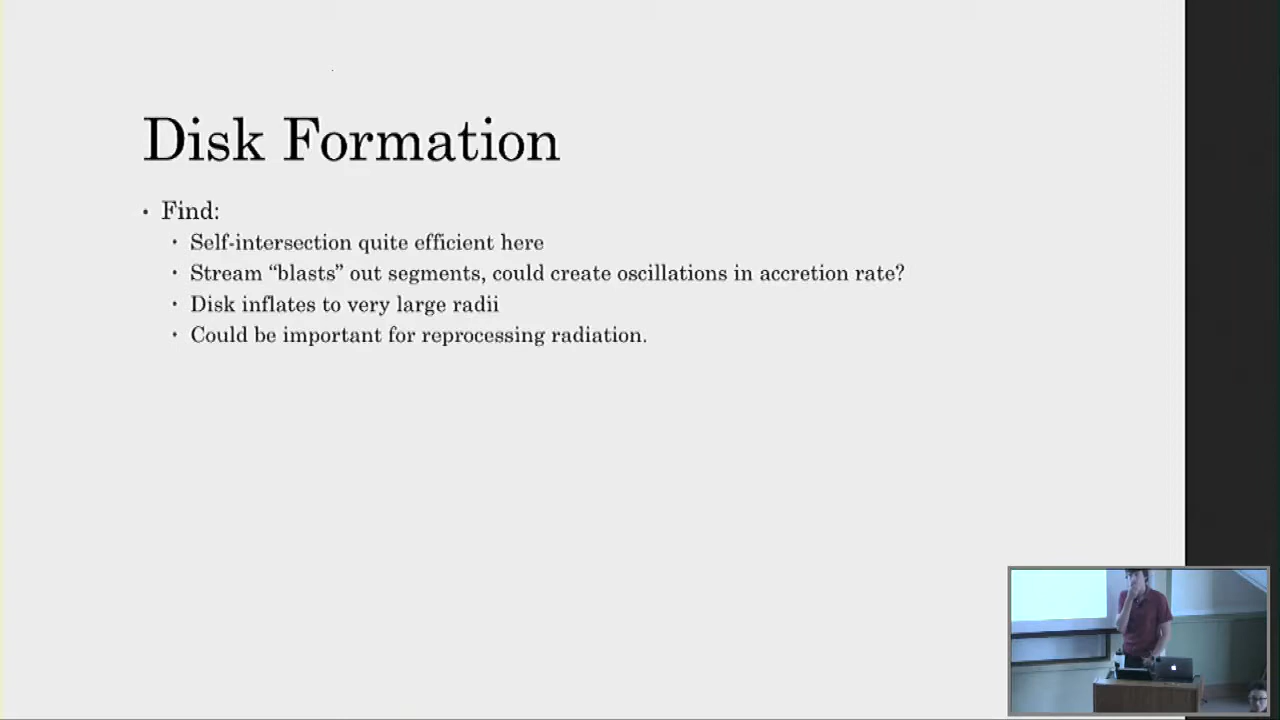 Disk Formation
• Find:
• Self-intersection quite efficient here
• Stream “blasts” out segments, could create oscillations in accretion rate?
• Disk inflates to very large radii
• Could be important for reprocessing radiation.